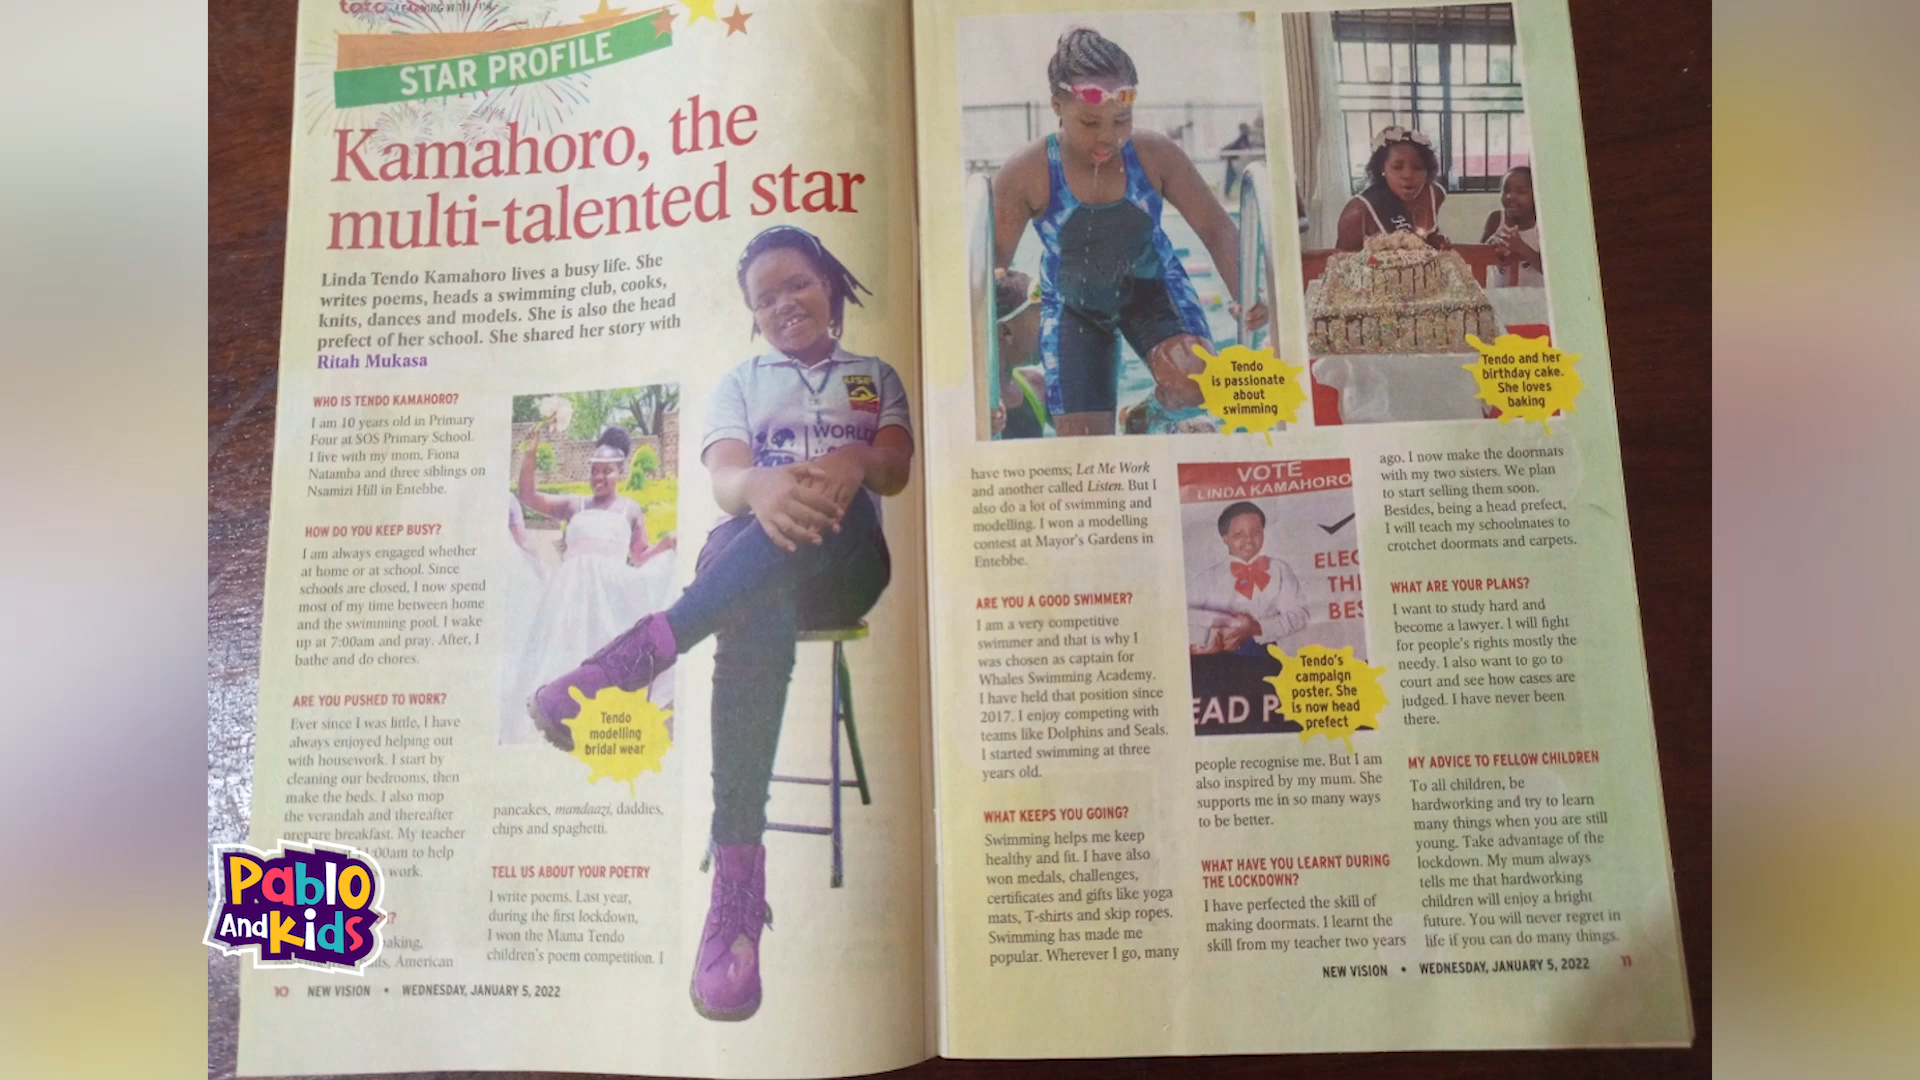 toto
STAR PROFILE
Kamahoro, the
multi-talented star
Linda Tendo Kamahoro lives a busy life. She
writes poems, heads a swimming club, cooks,
knits, dances and models. She is also the head
prefect of her school. She shared her story with
Ritah Mukasa
WHO IS TENDO KAMAHORO?
I am 10 years old in Primary
Four at SOS Primary School.
I live with my mom, Fiona
Natamba and three siblings on
Nsamizi Hill in Entebbe.
HOW DO YOU KEEP BUSY?
I am always engaged whether
at home or at school. Since
schools are closed, I now spend
most of my time between home
and the swimming pool. I wake
up at 7:00am and pray. After, I
bathe and do chores.
ARE YOU PUSHED TO WORK?
Ever since I was little, I have
always enjoyed helping out
with housework. I start by
cleaning our bedrooms, then
make the beds. I also mop
the verandah and thereafter
prepare breakfast. My teacher
to help
work.
American
Pablo
And Kids
Tendo
modelling
bridal wear
WORLD
pancakes, mandaazi, daddies,
chips and spaghetti.
TELL US ABOUT YOUR POETRY
I write poems. Last year,
during the first lockdown,
I won the Mama Tendo
children's poem competition. I
10 NEW VISION • WEDNESDAY, JANUARY 5, 2022
Tendo
is passionate
about
swimming
Tendo and her
birthday cake.
She loves
baking
have two poems; Let Me Work
and another called Listen. But I
also do a lot of swimming and
modelling. I won a modelling
contest at Mayor's Gardens in
Entebbe.
ARE YOU A GOOD SWIMMER?
I am a very competitive
swimmer and that is why I
was chosen as captain for
Whales Swimming Academy.
I have held that position since
2017. I enjoy competing with
teams like Dolphins and Seals.
I started swimming at three
years old.
WHAT KEEPS YOU GOING?
Swimming helps me keep
healthy and fit. I have also
won medals, challenges,
certificates and gifts like yoga
mats, T-shirts and skip ropes.
Swimming has made me
popular. Wherever I go, many
VOTE
LINDA KAMAHORO
ELEC
THE
BES
EAD P
Tendo's
campaign
poster. She
is now head
prefect
people recognise me. But I am
also inspired by my mum. She
supports me in so many ways
to be better.
WHAT HAVE YOU LEARNT DURING
THE LOCKDOWN?
I have perfected the skill of
making doormats. I learnt the
skill from my teacher two years
ago. I now make the doormats
with my two sisters. We plan
to start selling them soon.
Besides, being a head prefect,
I will teach my schoolmates to
crotchet doormats and carpets.
WHAT ARE YOUR PLANS?
I want to study hard and
become a lawyer. I will fight
for people's rights mostly the
needy. I also want to go to
court and see how cases are
judged. I have never been
there.
MY ADVICE TO FELLOW CHILDREN
To all children, be
hardworking and try to learn
many things when you are still
young. Take advantage of the
lockdown. My mum always
tells me that hardworking
children will enjoy a bright
future. You will never regret in
life if you can do many things.
NEW VISION • WEDNESDAY, JANUARY 5, 2022 11